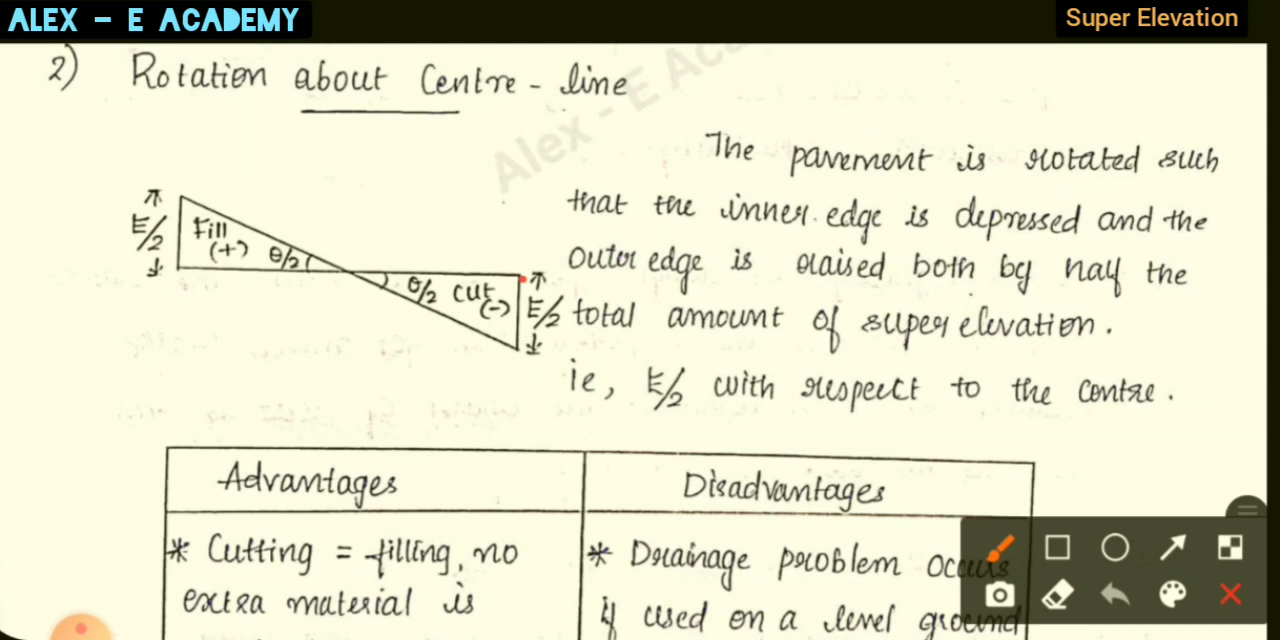 ALEX - E ACADEMY
Super Elevation
2) Rotation about Centre - line
Alex - E Aca
The pavement is rotated such
that the inner edge is depressed and the
outer edge is raised both by half the
total amount of super elevation.
ie, E/2 with respect to the centre.
E/2
Fill
(+)
θ/2
θ/2 cut
(-)
E/2
Advantages
Disadvantages
* Cutting = filling, no
extra material is
* Drainage problem occurs
if used on a level ground